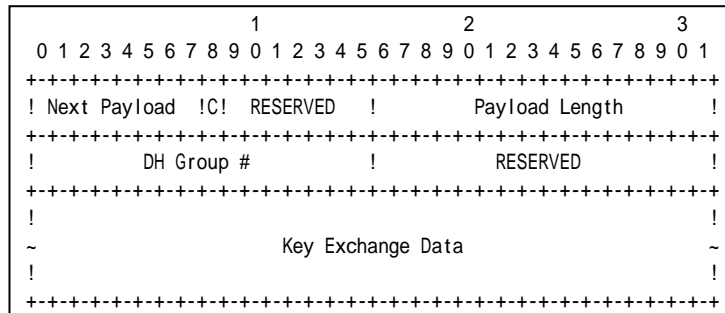 1                   2                   3
 0 1 2 3 4 5 6 7 8 9 0 1 2 3 4 5 6 7 8 9 0 1 2 3 4 5 6 7 8 9 0 1
+-+-+-+-+-+-+-+-+-+-+-+-+-+-+-+-+-+-+-+-+-+-+-+-+-+-+-+-+-+-+-+-+
! Next Payload  !C!  RESERVED   !         Payload Length        !
+-+-+-+-+-+-+-+-+-+-+-+-+-+-+-+-+-+-+-+-+-+-+-+-+-+-+-+-+-+-+-+-+
!          DH Group #           !           RESERVED            !
+-+-+-+-+-+-+-+-+-+-+-+-+-+-+-+-+-+-+-+-+-+-+-+-+-+-+-+-+-+-+-+-+
!                                                               !
~                       Key Exchange Data                       ~
!                                                               !
+-+-+-+-+-+-+-+-+-+-+-+-+-+-+-+-+-+-+-+-+-+-+-+-+-+-+-+-+-+-+-+-+